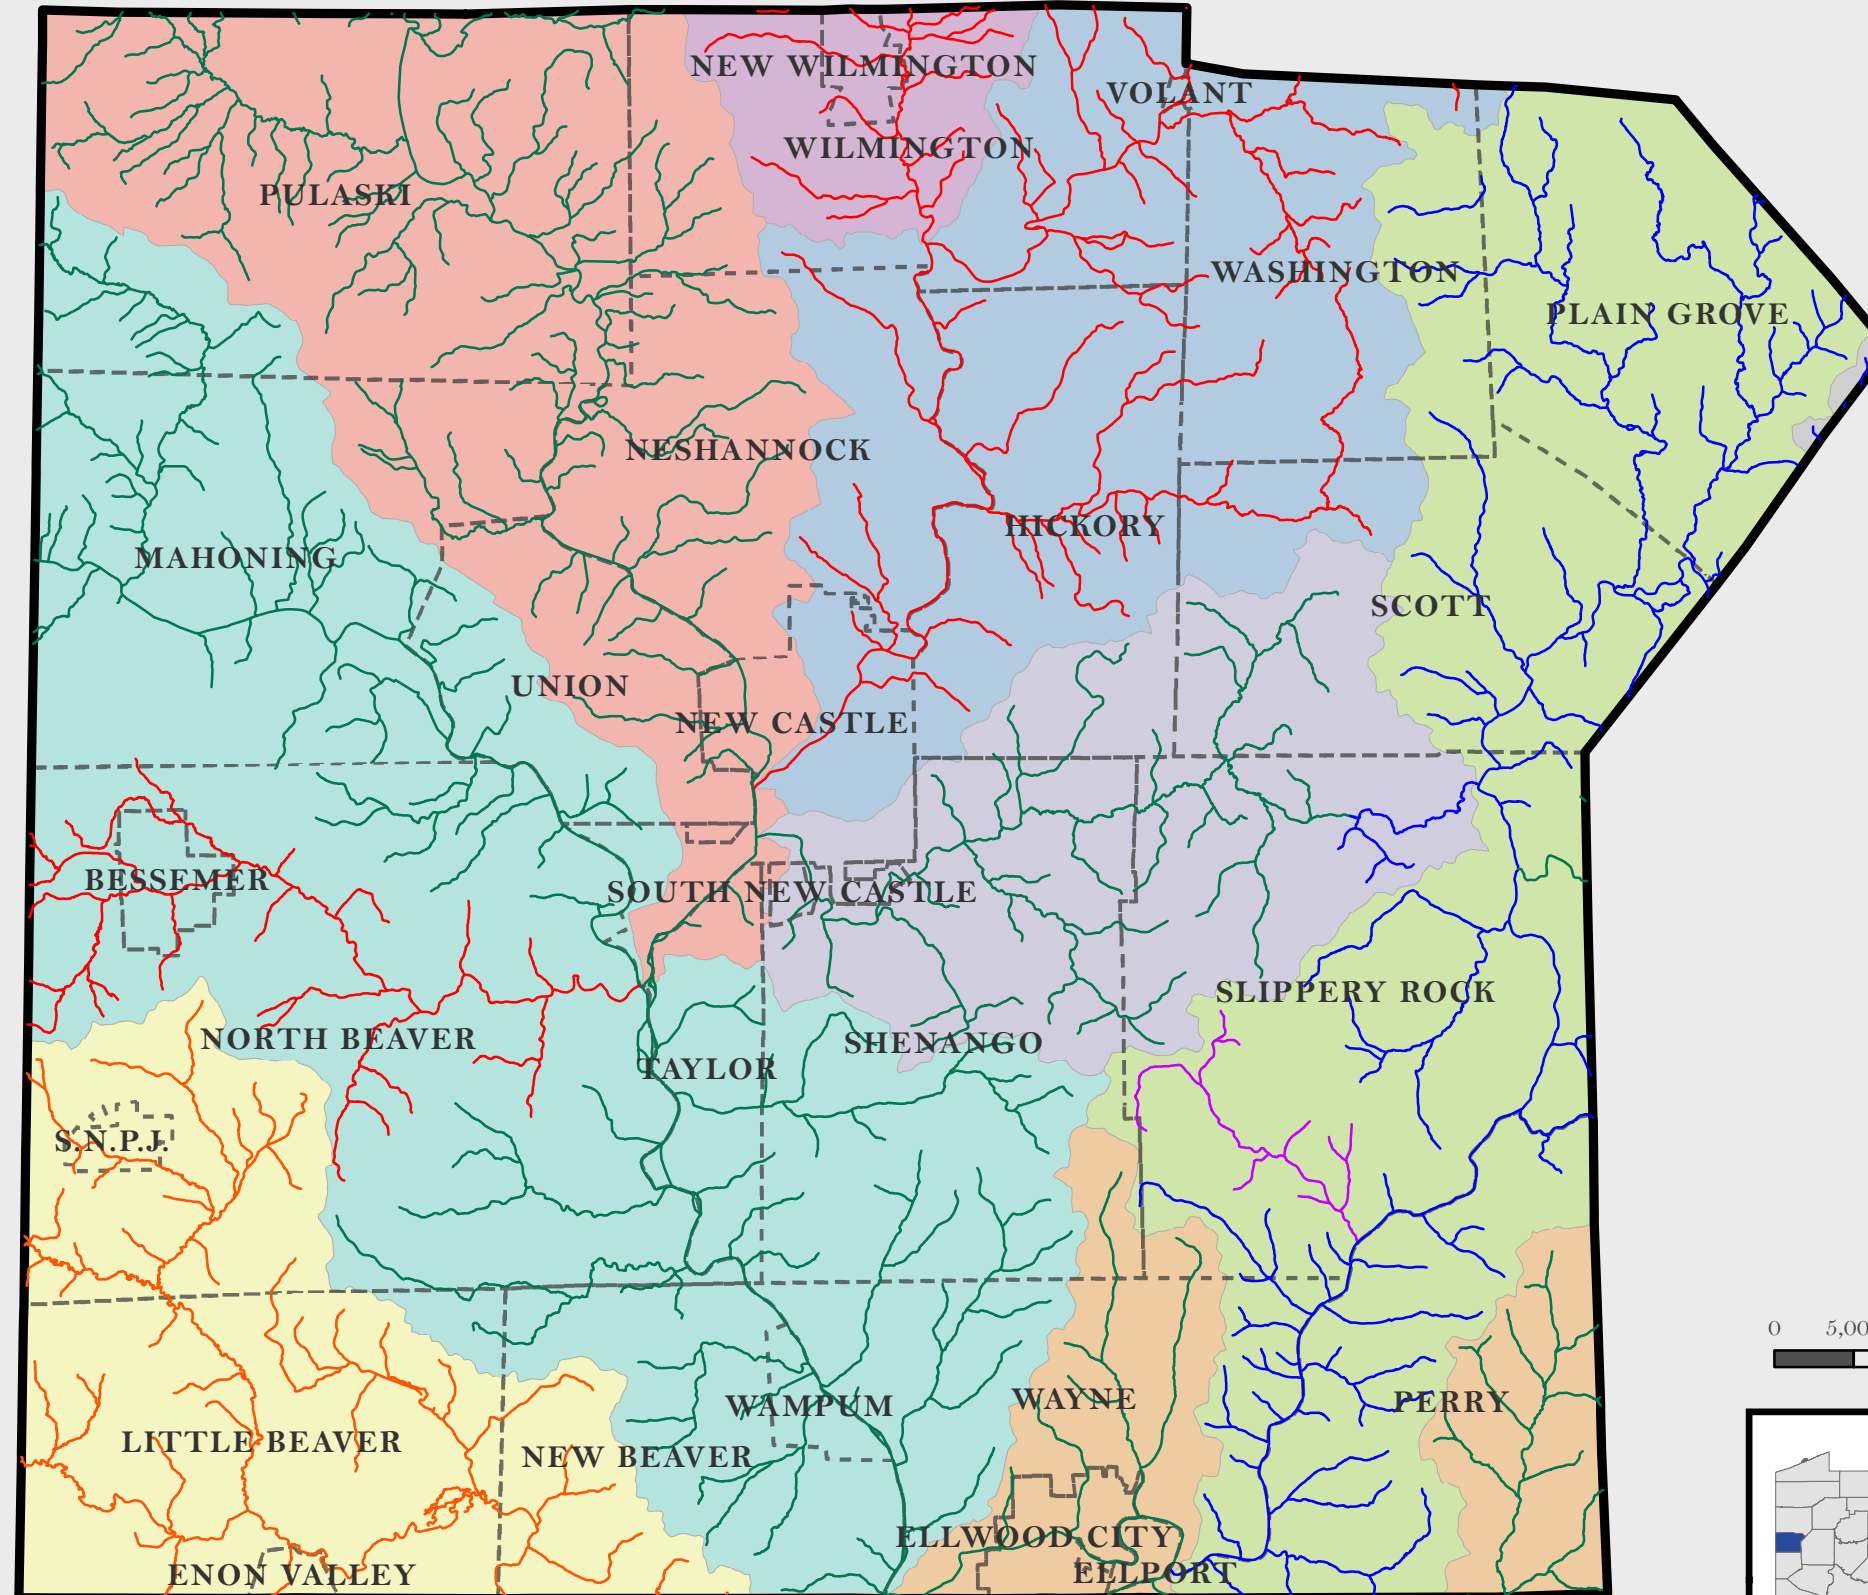 NEW WILMINGTON
VOLANT
WILMINGTON
PULASKI
WASHINGTON
PLAIN GROVE
NESHANNOCK
HICKORY
MAHONING
SCOTT
UNION
NEW CASTLE
BESSEMER
SOUTH NEW CASTLE
SLIPPERY ROCK
NORTH BEAVER
SHENANGO
TAYLOR
S.N.P.J.
0 5,00
WAYNE
PERRY
WAMPUM
LITTLE BEAVER
NEW BEAVER
ELLWOOD CITY
ELLPORT
ENON VALLEY